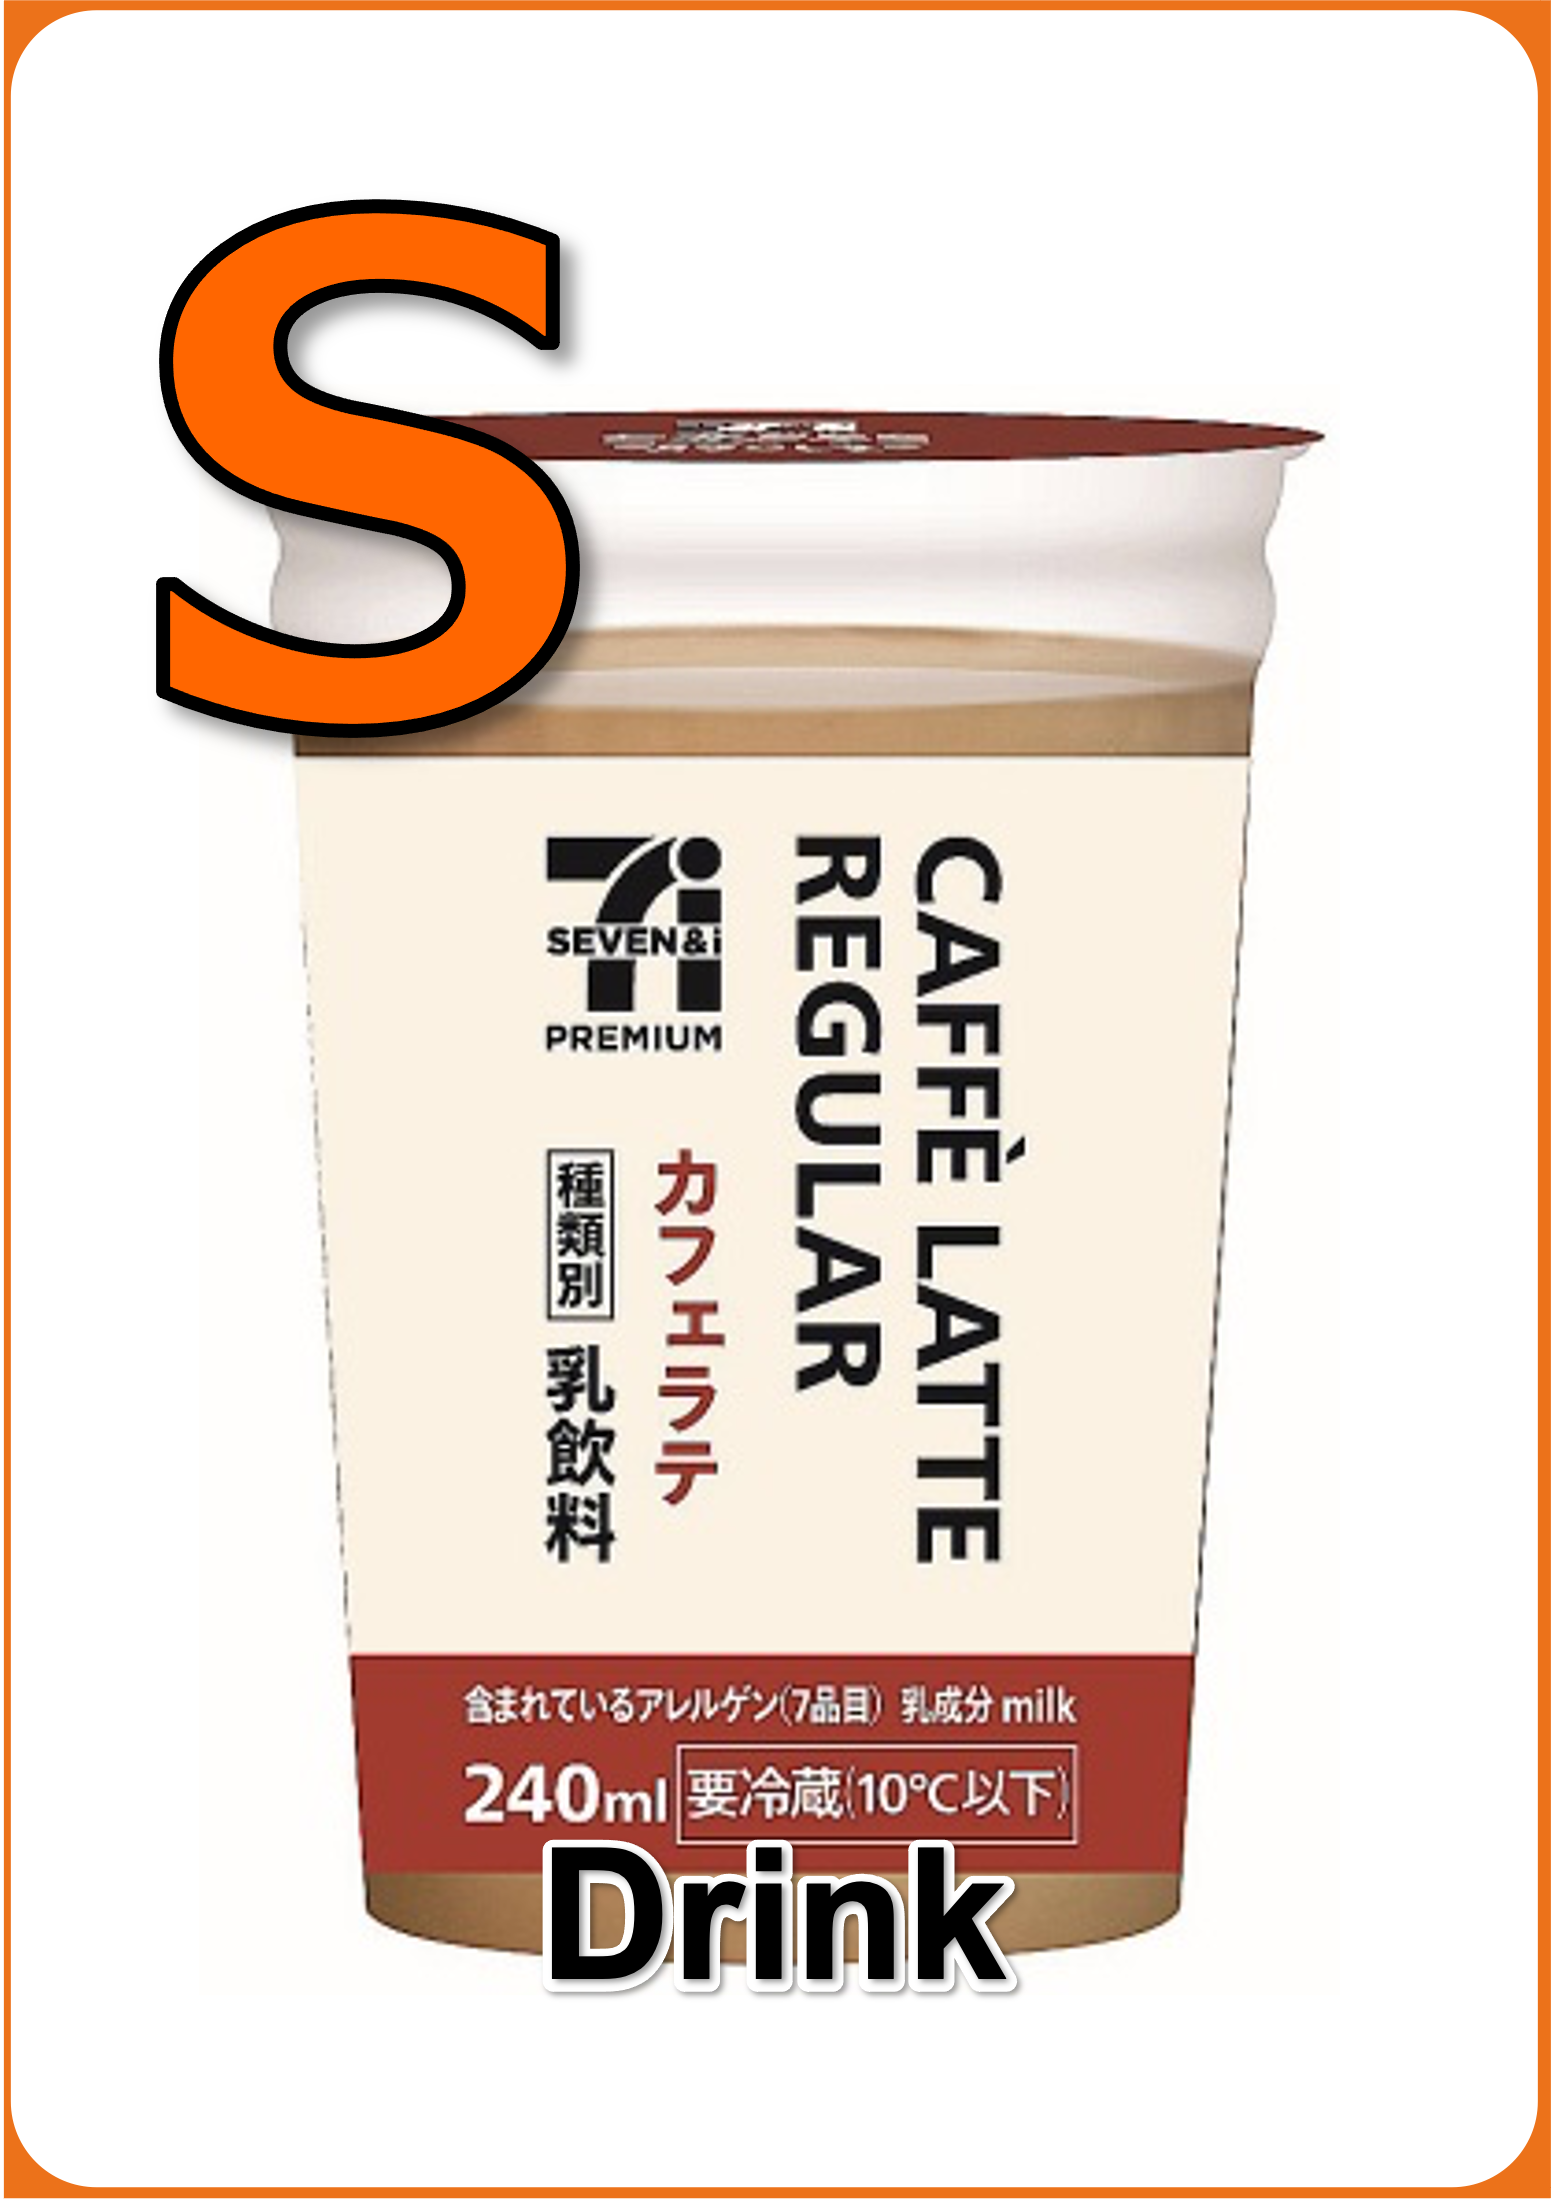 S
CAFFÈ LATTE
REGULAR
7i
SEVEN&i
PREMIUM
カフェラテ
種類別 乳飲料
含まれているアレルゲン(7品目) 乳成分 milk
240ml 要冷蔵(10℃以下)
Drink